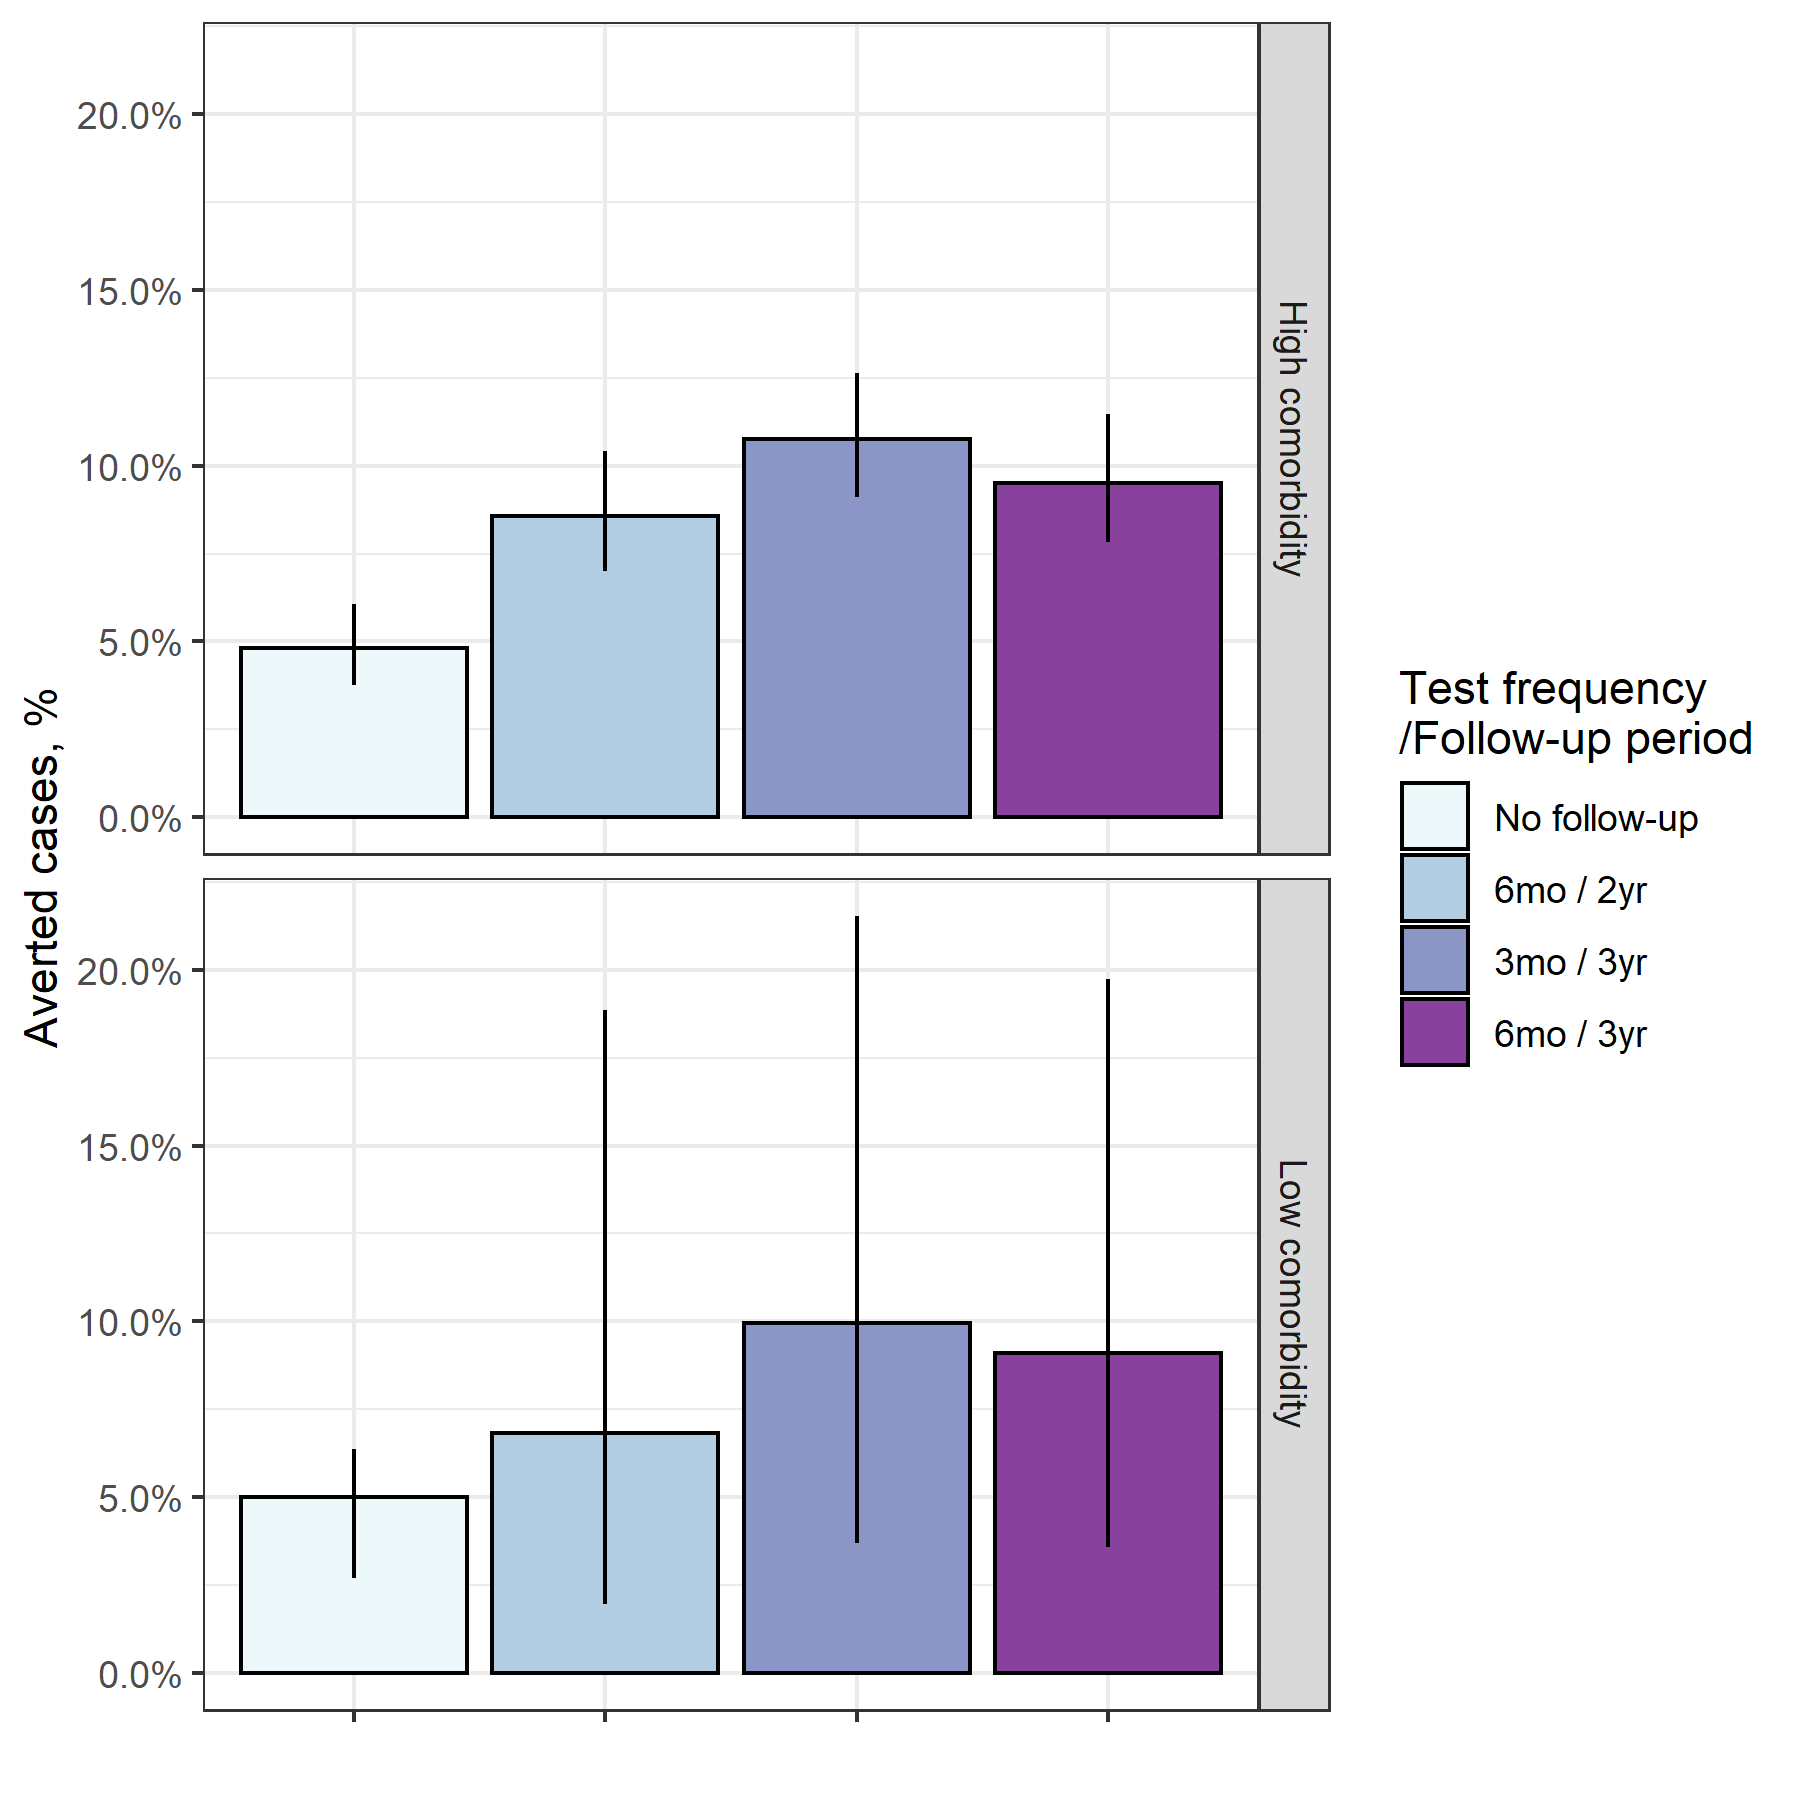 Averted cases, %
20.0%
15.0%
10.0%
5.0%
0.0%
High comorbidity
20.0%
15.0%
10.0%
5.0%
0.0%
Low comorbidity
Test frequency
/Follow-up period
No follow-up
6mo / 2yr
3mo / 3yr
6mo / 3yr